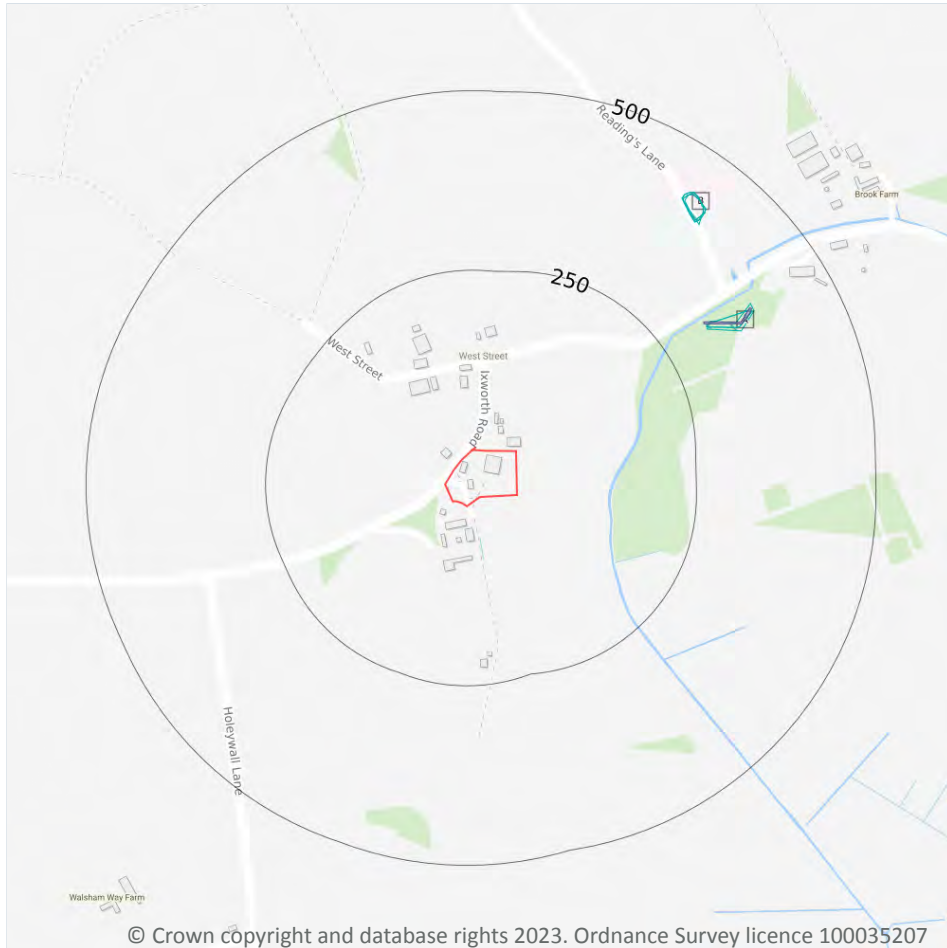 500
Reading's Lane
B
Brook Farm
250
A
West Street
West Street
Ixworth Road
Holeywall Lane
Walsham Way Farm
© Crown copyright and database rights 2023. Ordnance Survey licence 100035207